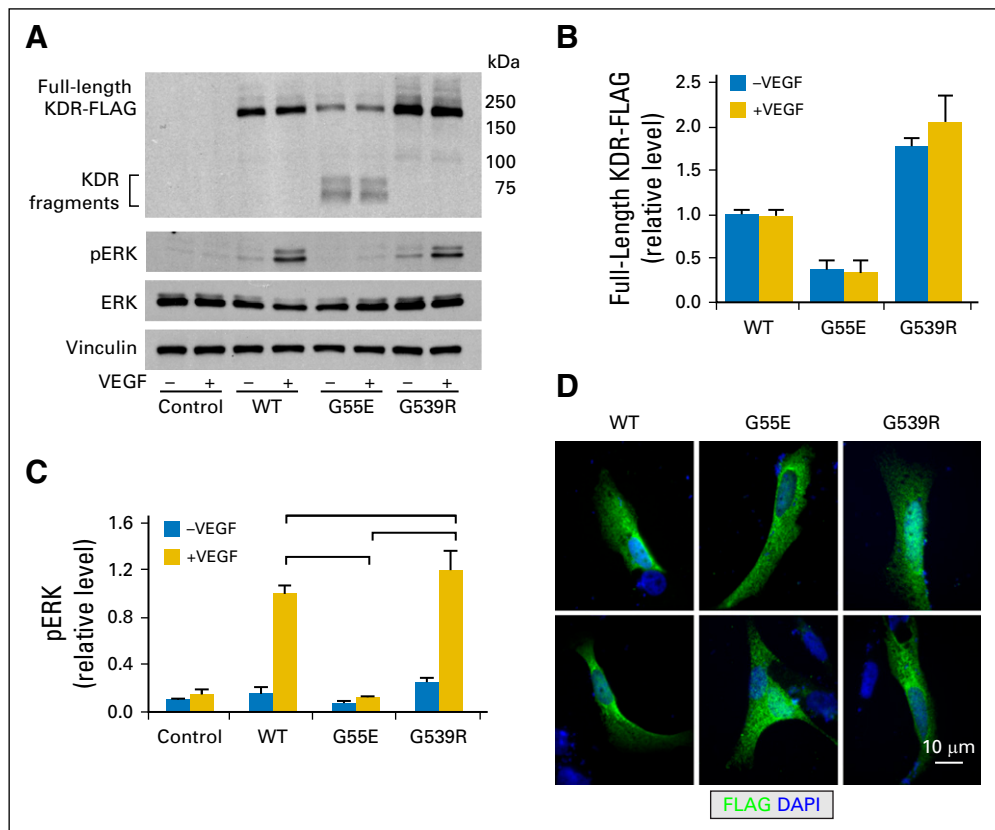 A
Full-length
KDR-FLAG
kDa
250
150
100
75
KDR
fragments
pERK
ERK
Vinculin
VEGF – + – + – + – +
Control WT G55E G539R
B
Full-Length KDR-FLAG
(relative level)
2.5
2.0
1.5
1.0
0.5
0.0
–VEGF
+VEGF
WT G55E G539R
C
pERK
(relative level)
1.6
1.2
0.8
0.4
0.0
–VEGF
+VEGF
Control WT G55E G539R
D
WT G55E G539R
10 μm
FLAG DAPI